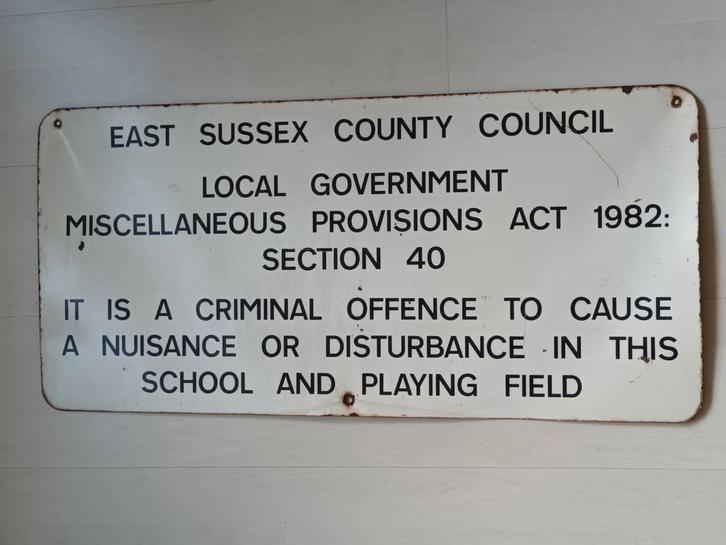 EAST SUSSEX COUNTY COUNCIL
LOCAL GOVERNMENT
MISCELLANEOUS PROVISIONS ACT 1982:
SECTION 40
IT IS A CRIMINAL OFFENCE TO CAUSE
A NUISANCE OR DISTURBANCE IN THIS
SCHOOL AND PLAYING FIELD